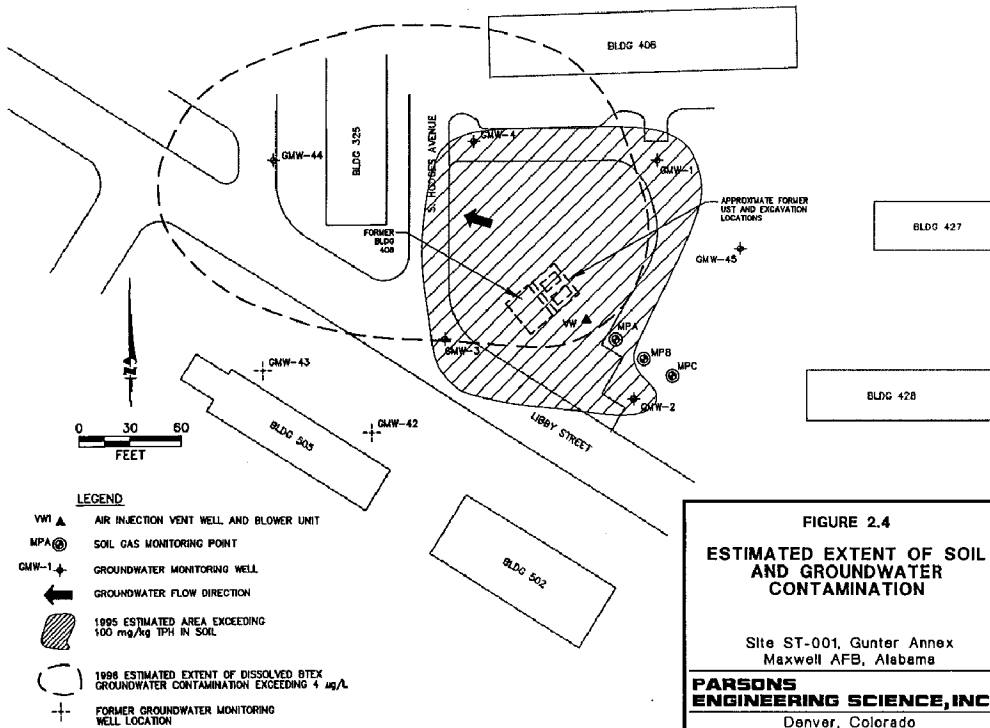 BLDG 406
BLDG 325
S. HODGES AVENUE
GMW-4
GMW-44
GMW-1
APPROXIMATE FORMER
UST AND EXCAVATION
LOCATIONS
FORMER
BLDG
408
BLDG 427
GMW-45
VW
MPA
MPB
MPC
GMW-3
GMW-43
GMW-2
GMW-42
LIBBY STREET
BLDG 428
BLDG 505
BLDG 502
N
0 30 60
FEET
LEGEND
VW1 AIR INJECTION VENT WELL AND BLOWER UNIT
MPA SOIL GAS MONITORING POINT
GMW-1 GROUNDWATER MONITORING WELL
GROUNDWATER FLOW DIRECTION
1995 ESTIMATED AREA EXCEEDING
100 mg/kg TPH IN SOIL
1996 ESTIMATED EXTENT OF DISSOLVED BTEX
GROUNDWATER CONTAMINATION EXCEEDING 4 µg/L
FORMER GROUNDWATER MONITORING
WELL LOCATION
FIGURE 2.4
ESTIMATED EXTENT OF SOIL
AND GROUNDWATER
CONTAMINATION
Site ST-001, Gunter Annex
Maxwell AFB, Alabama
PARSONS
ENGINEERING SCIENCE, INC
Denver, Colorado